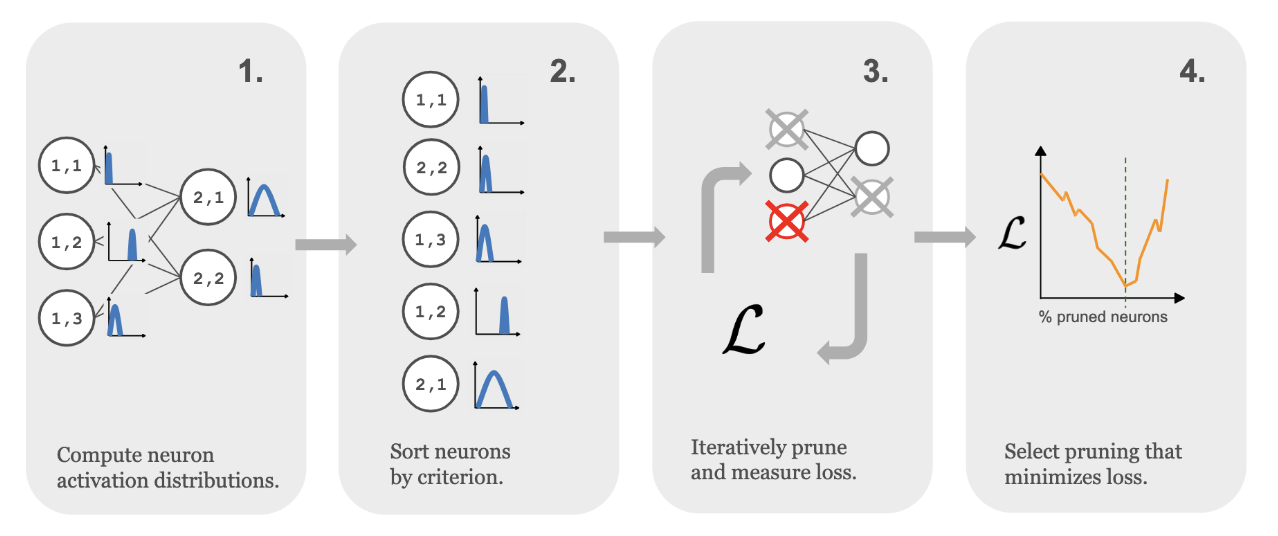 1.
1,1
1,2
1,3
2,1
2,2
Compute neuron
activation distributions.
2.
1,1
2,2
1,3
1,2
2,1
Sort neurons
by criterion.
3.
ℒ
Iteratively prune
and measure loss.
4.
ℒ
% pruned neurons
Select pruning that
minimizes loss.